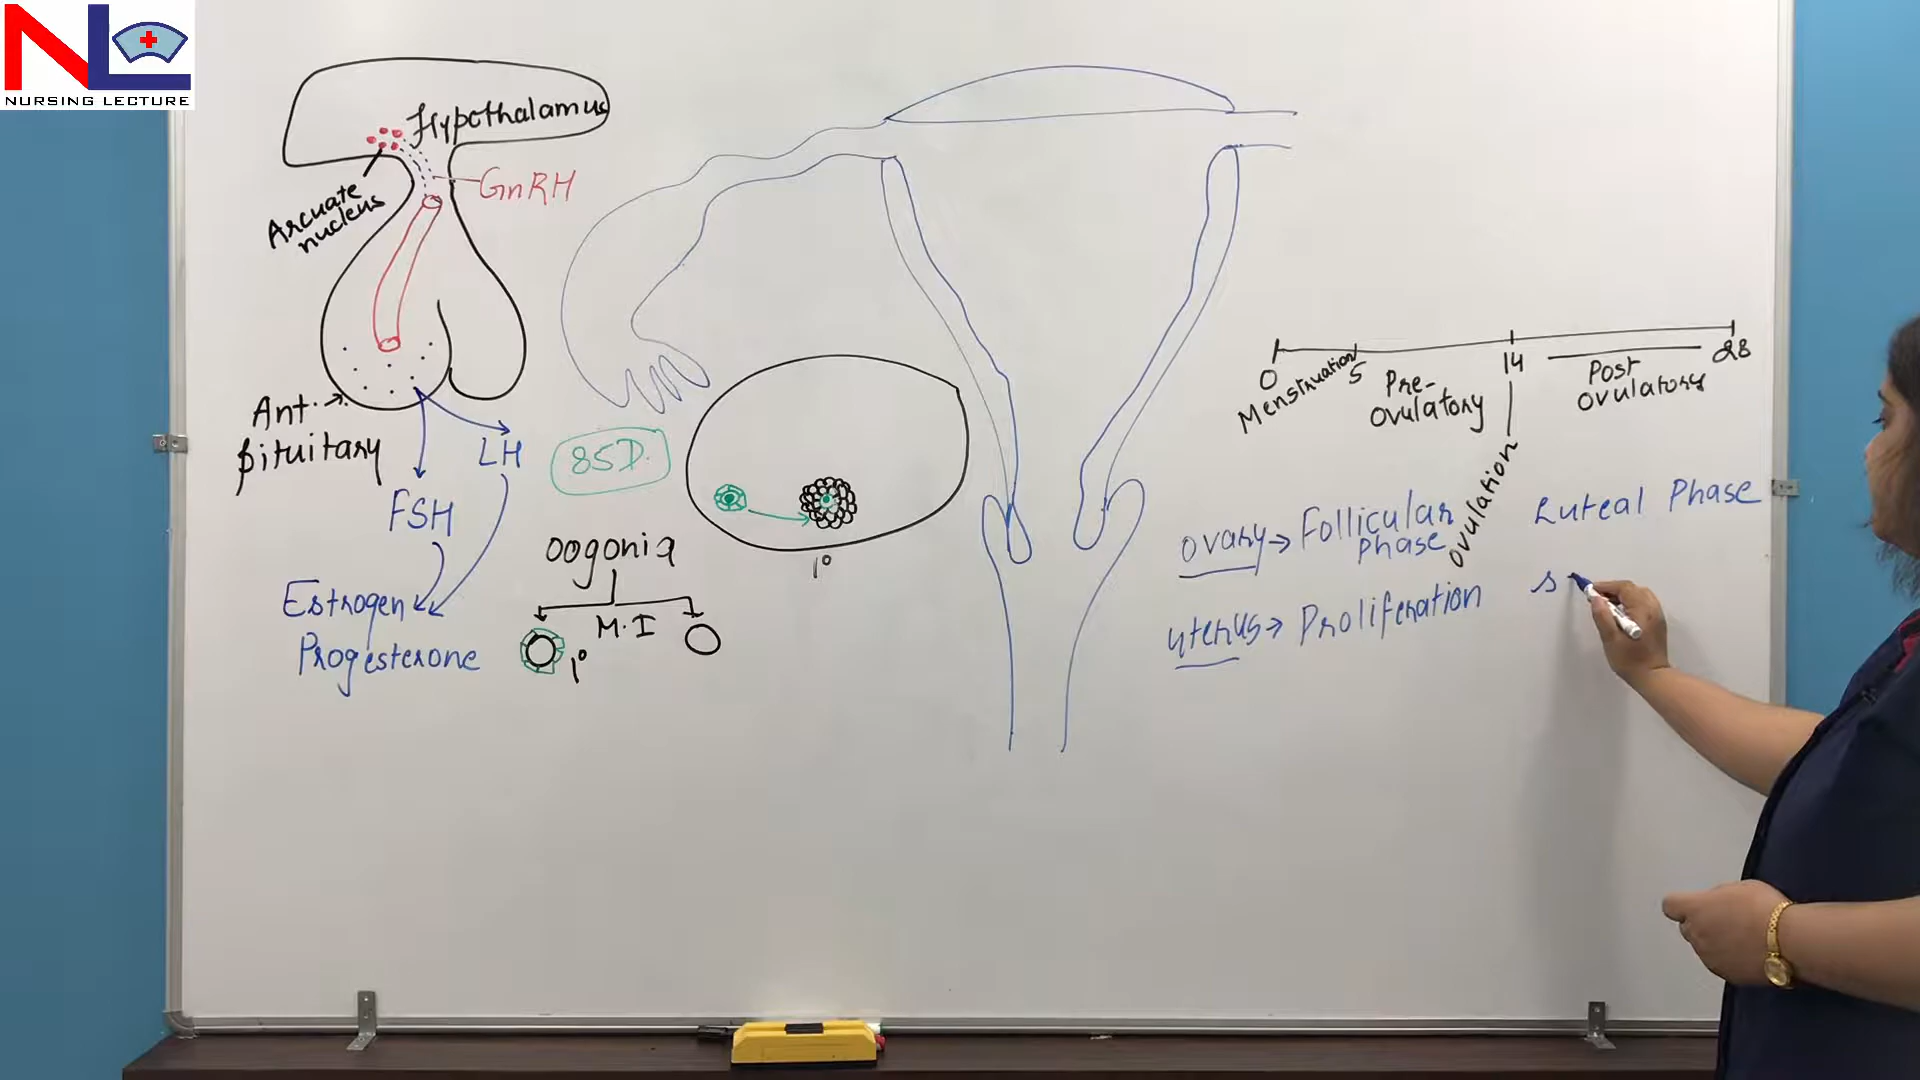 NURSING LECTURE
Hypothalamus
GnRH
Arcuate
nucleus
Ant.
pituitary
LH
FSH
Estrogen
Progesterone
85D.
oogonia
M.I
1°
1°
0
5
14
28
Menstruation
Pre-
ovulatory
Post
ovulatory
ovulation
ovary → Follicular
Phase
Luteal Phase
uterus → Proliferation
s